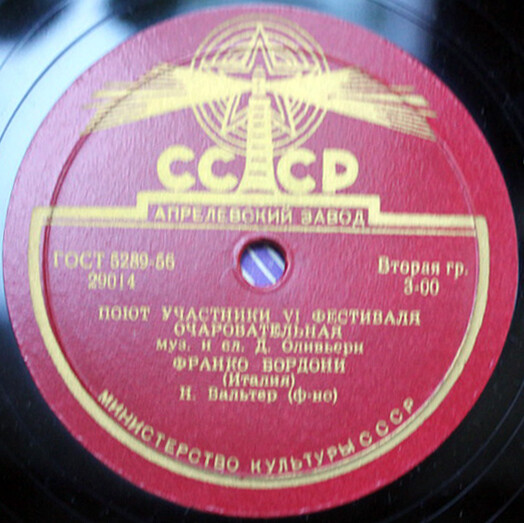 СССР
АПРЕЛЕВСКИЙ ЗАВОД
ГОСТ 5289-56
29014
Вторая гр.
3-00
ПОЮТ УЧАСТНИКИ VI ФЕСТИВАЛЯ
ОЧАРОВАТЕЛЬНАЯ
муз. и сл. Д. Оливьери
ФРАНКО БОРДОНИ
(Италия)
Н. Вальтер (ф-но)
МИНИСТЕРСТВО КУЛЬТУРЫ СССР